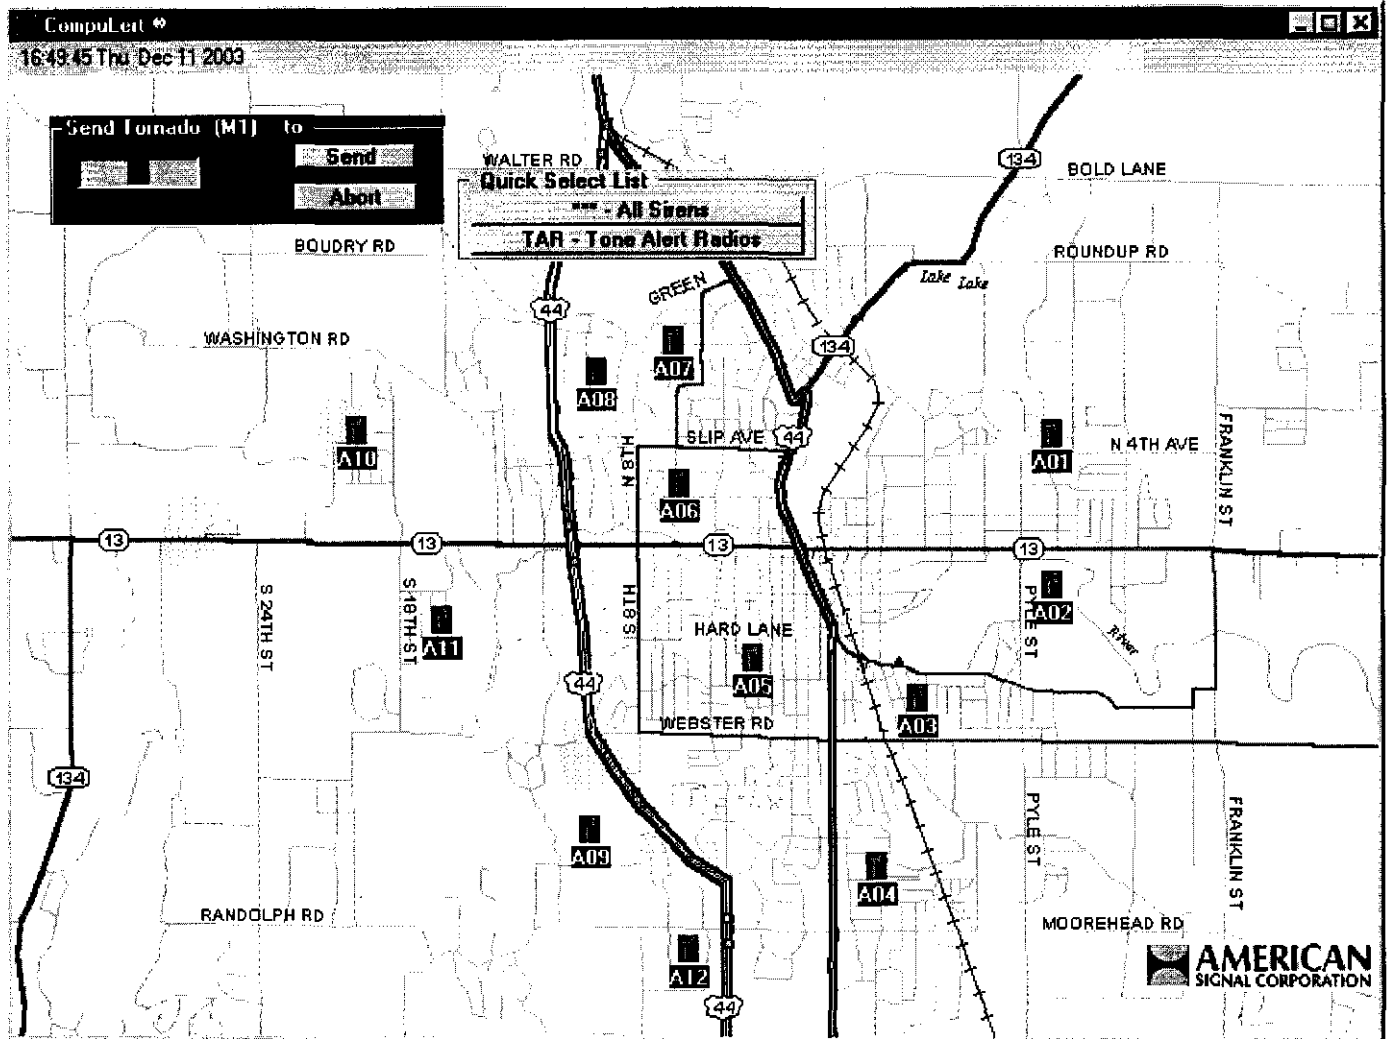 CompuLert ®
16:49:45 Thu Dec 11 2003
Send Tornado (M1) to
Send
Abort
WALTER RD
Quick Select List
*** - All Sirens
TAR - Tone Alert Radios
134
BOLD LANE
BOUDRY RD
ROUNDUP RD
Lake Lake
GREEN
44
WASHINGTON RD
134
A07
A08
SLIP AVE
44
N 8TH
A10
A01
N 4TH AVE
FRANKLIN ST
A06
13
13
13
13
S 24TH ST
S 18TH ST
S 8TH
A02
PYLE ST
River
HARD LANE
A11
A05
44
A03
WEBSTER RD
134
PYLE ST
FRANKLIN ST
A09
A04
RANDOLPH RD
MOOREHEAD RD
A12
44
AMERICAN
SIGNAL CORPORATION